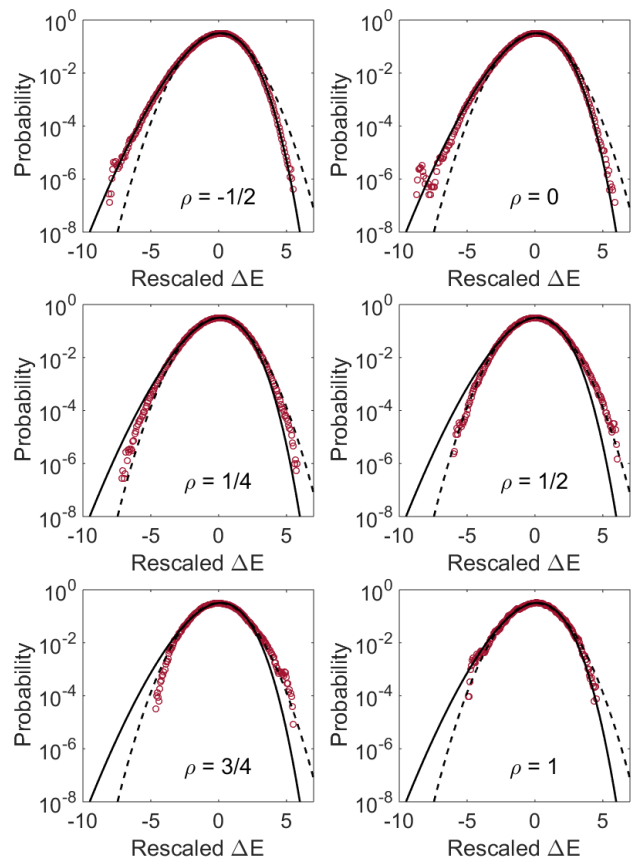 10^0
10^-2
10^-4
10^-6
10^-8
Probability
ρ = -1/2
-10 -5 0 5
Rescaled ΔE
10^0
10^-2
10^-4
10^-6
10^-8
Probability
ρ = 0
-10 -5 0 5
Rescaled ΔE
10^0
10^-2
10^-4
10^-6
10^-8
Probability
ρ = 1/4
-10 -5 0 5
Rescaled ΔE
10^0
10^-2
10^-4
10^-6
10^-8
Probability
ρ = 1/2
-10 -5 0 5
Rescaled ΔE
10^0
10^-2
10^-4
10^-6
10^-8
Probability
ρ = 3/4
-10 -5 0 5
Rescaled ΔE
10^0
10^-2
10^-4
10^-6
10^-8
Probability
ρ = 1
-10 -5 0 5
Rescaled ΔE